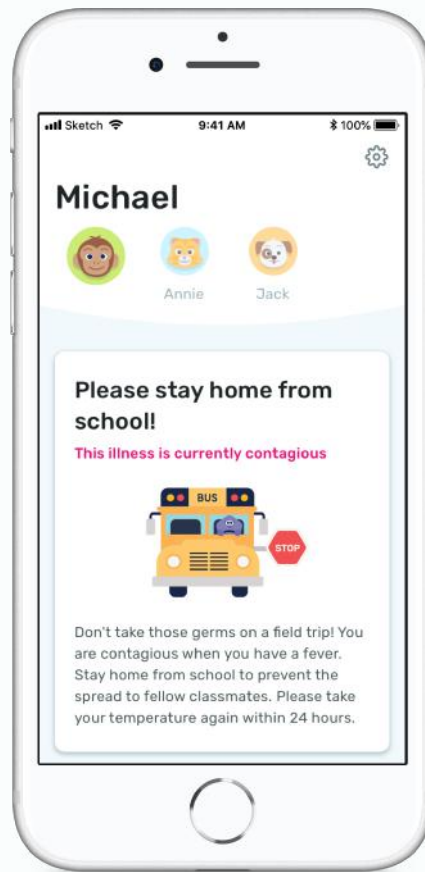 Sketch 9:41 AM 100%
Michael
Annie Jack
Please stay home from
school!
This illness is currently contagious
BUS
STOP
Don't take those germs on a field trip! You
are contagious when you have a fever.
Stay home from school to prevent the
spread to fellow classmates. Please take
your temperature again within 24 hours.